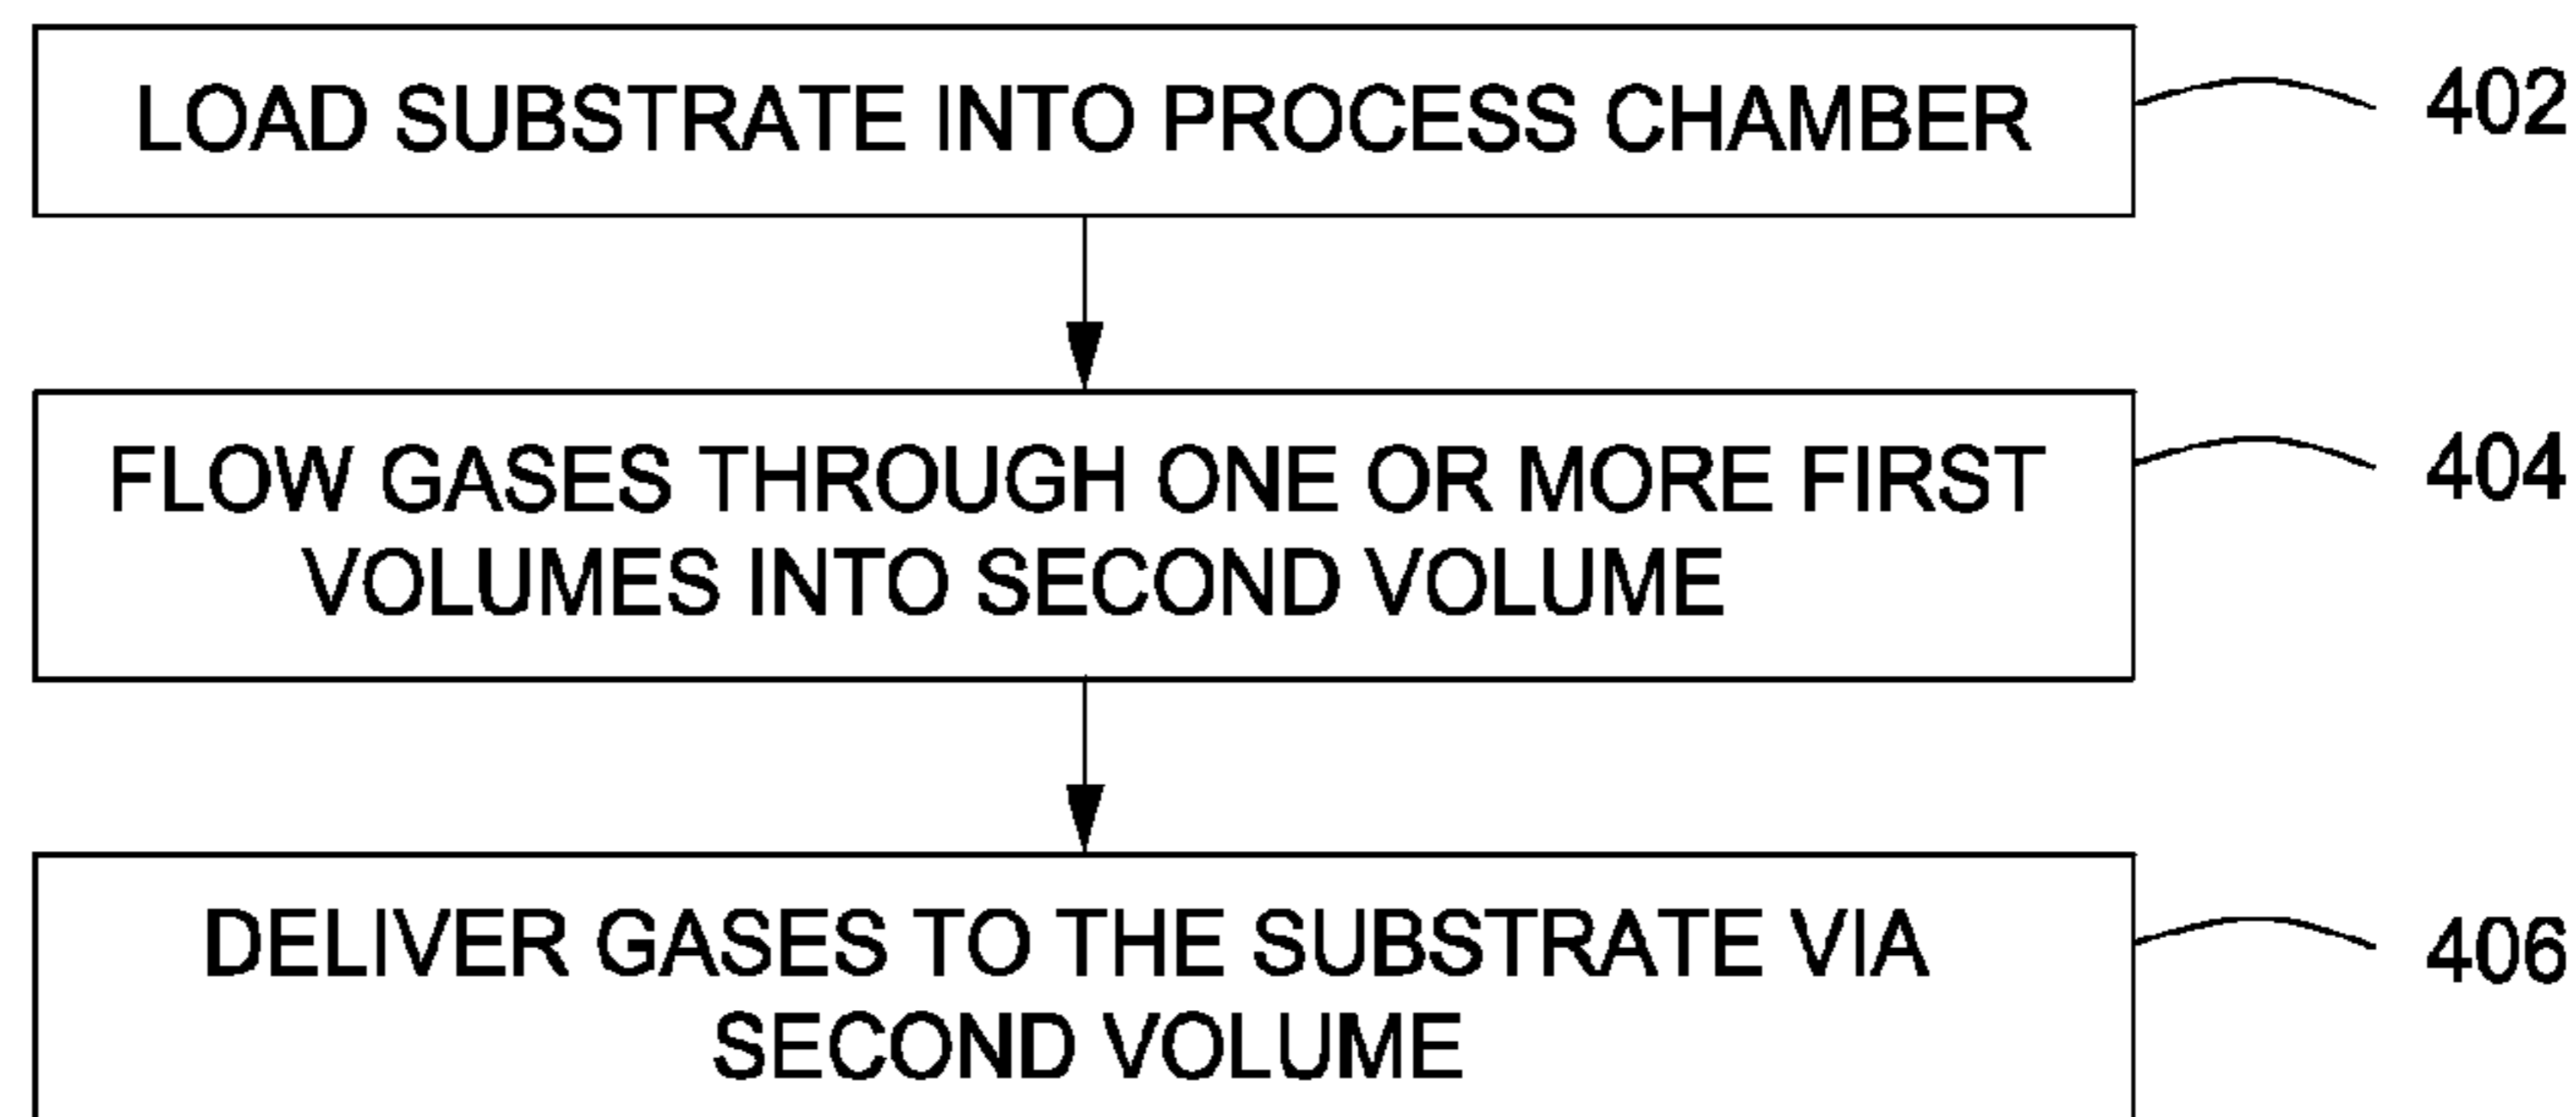 LOAD SUBSTRATE INTO PROCESS CHAMBER
402
FLOW GASES THROUGH ONE OR MORE FIRST
VOLUMES INTO SECOND VOLUME
404
DELIVER GASES TO THE SUBSTRATE VIA
SECOND VOLUME
406